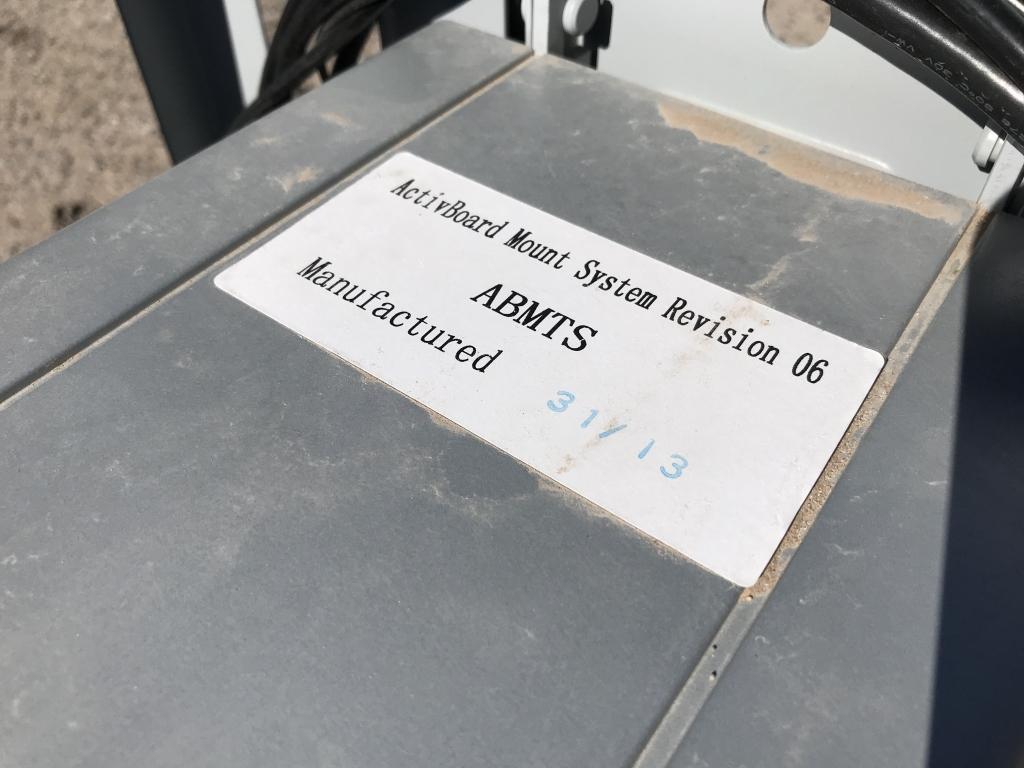 ActivBoard Mount System Revision 06
ABMTS
Manufactured
31/13